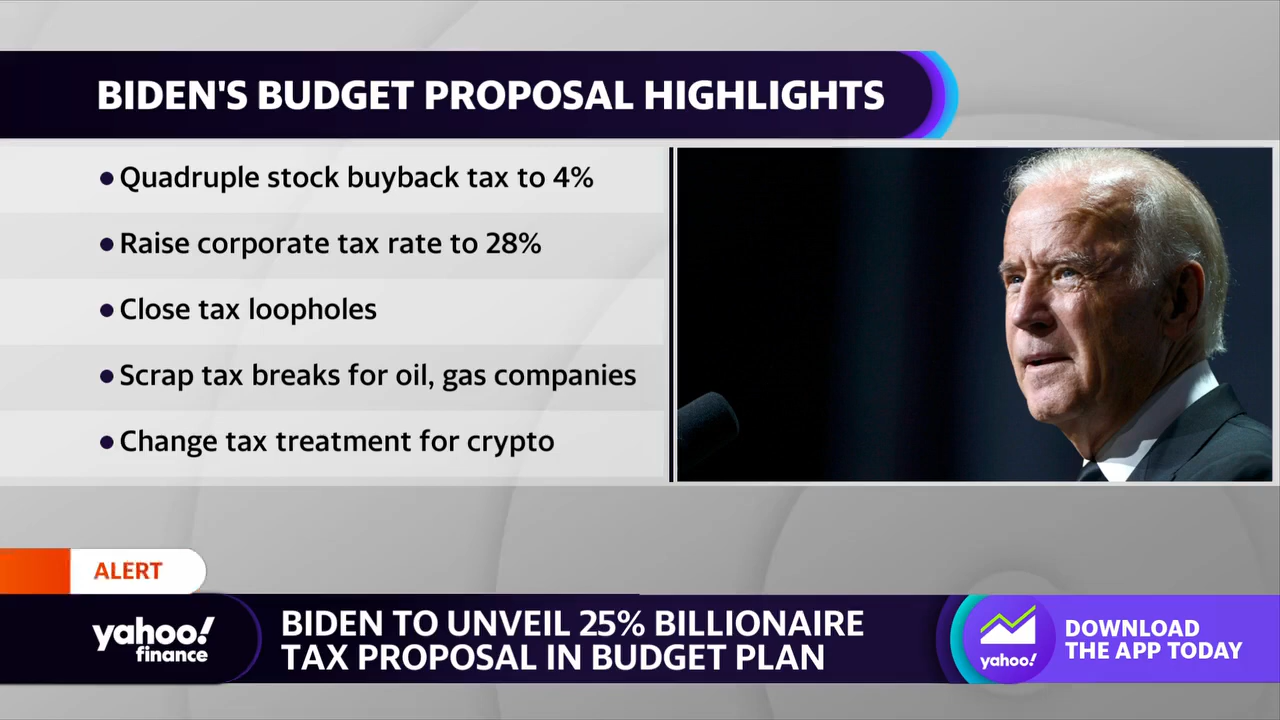 BIDEN'S BUDGET PROPOSAL HIGHLIGHTS
● Quadruple stock buyback tax to 4%
● Raise corporate tax rate to 28%
● Close tax loopholes
● Scrap tax breaks for oil, gas companies
● Change tax treatment for crypto
ALERT
yahoo!
finance
BIDEN TO UNVEIL 25% BILLIONAIRE
TAX PROPOSAL IN BUDGET PLAN
yahoo!
DOWNLOAD
THE APP TODAY